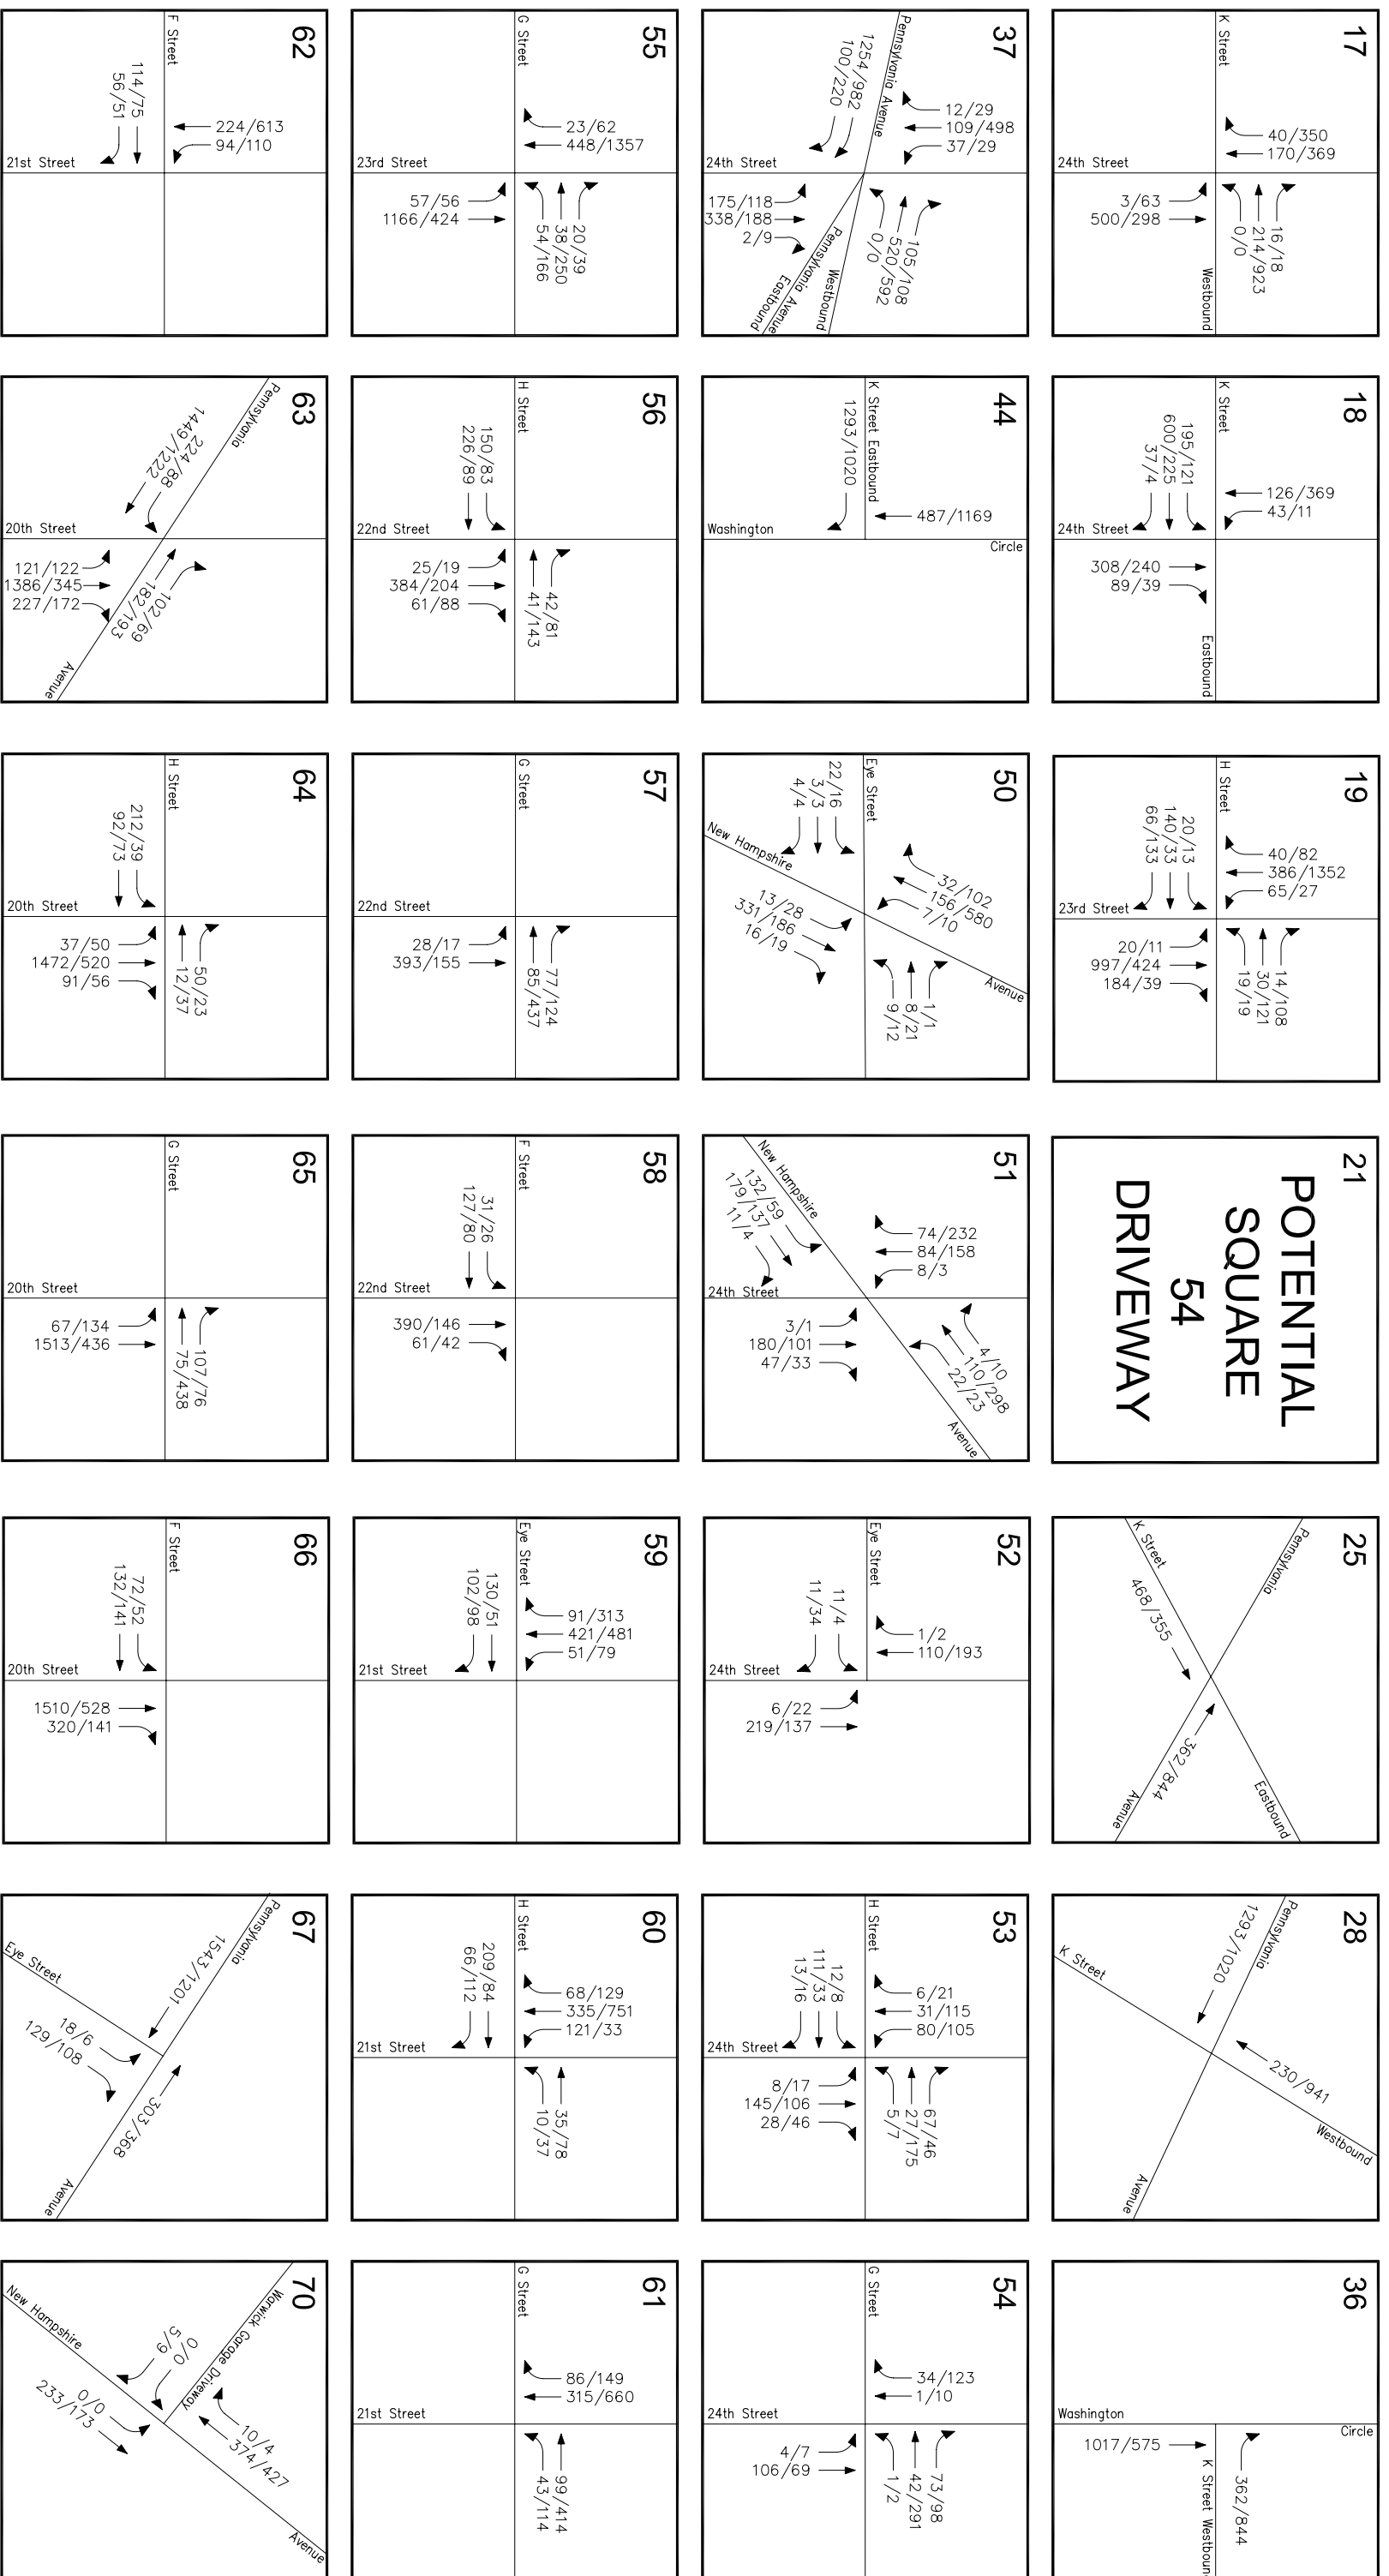 17
K Street
40/350
170/369
24th Street
3/63
500/298
16/18
214/923
0/0
Westbound
18
K Street
195/121
600/225
37/4
126/369
43/11
24th Street
308/240
89/39
Eastbound
19
H Street
20/13
140/33
66/133
40/82
386/1352
65/27
23rd Street
20/11
997/424
184/39
14/108
30/121
19/19
21
POTENTIAL
SQUARE
54
DRIVEWAY
25
Pennsylvania
K Street
468/355
362/844
Avenue
Eastbound
28
Pennsylvania
1293/1020
K Street
230/941
Westbound
Avenue
36
Washington
Circle
1017/575
362/844
K Street Westboun
37
Pennsylvania Avenue
1254/982
100/220
12/29
109/498
37/29
24th Street
175/118
338/188
2/9
105/108
520/592
0/0
Westbound
Pennsylvania Avenue
Eastbound
44
K Street Eastbound
1293/1020
487/1169
Washington
Circle
50
Eye Street
22/16
3/3
4/4
New Hampshire
32/102
156/580
7/10
13/28
331/186
16/19
1/1
8/21
9/12
Avenue
51
New Hampshire
132/59
179/137
11/4
74/232
84/158
8/3
24th Street
3/1
180/101
47/33
4/10
110/298
22/23
Avenue
52
Eye Street
11/4
11/34
1/2
110/193
24th Street
6/22
219/137
53
H Street
12/8
111/33
13/16
6/21
31/115
80/105
24th Street
8/17
145/106
28/46
67/46
27/175
5/7
54
G Street
34/123
1/10
24th Street
4/7
106/69
73/98
42/291
1/2
55
G Street
23/62
448/1357
23rd Street
57/56
1166/424
20/39
38/250
54/166
56
H Street
150/83
226/89
22nd Street
25/19
384/204
61/88
42/81
41/143
57
G Street
22nd Street
28/17
393/155
77/124
85/437
58
F Street
31/26
127/80
22nd Street
390/146
61/42
59
Eye Street
130/51
102/98
91/313
421/481
51/79
21st Street
60
H Street
209/84
66/112
68/129
335/751
121/33
21st Street
35/78
10/37
61
G Street
86/149
315/660
21st Street
99/414
43/114
62
F Street
114/75
56/51
224/613
94/110
21st Street
63
Pennsylvania
224/88
1449/1222
20th Street
121/122
1386/345
227/172
102/69
182/193
Avenue
64
H Street
212/39
92/73
20th Street
37/50
1472/520
91/56
50/23
12/37
65
G Street
20th Street
67/134
1513/436
107/76
75/438
66
F Street
72/52
132/141
20th Street
1510/528
320/141
67
Pennsylvania
1543/1201
Eye Street
18/6
129/108
303/368
Avenue
70
Warwick Garage Driveway
New Hampshire
0/0
5/9
0/0
233/173
10/4
374/427
Avenue